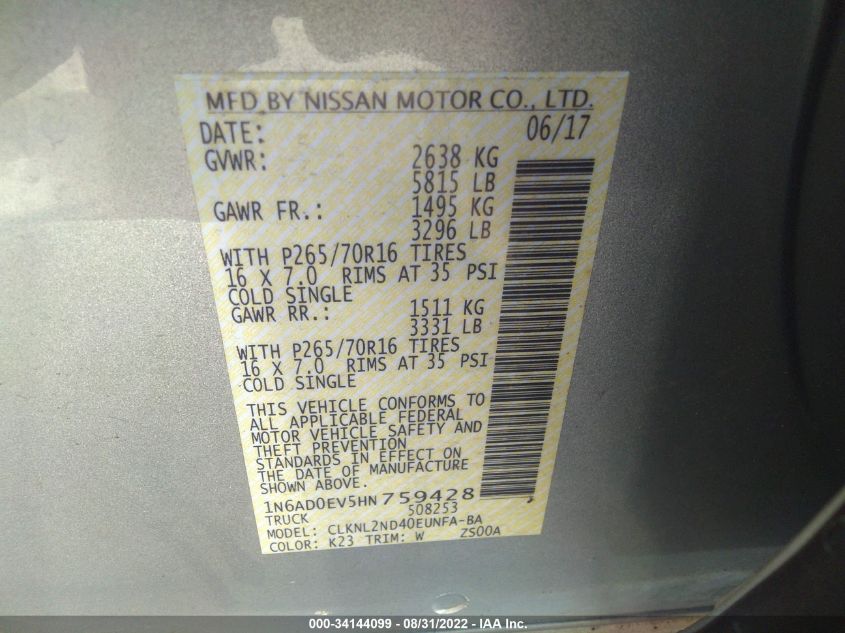 MFD BY NISSAN MOTOR CO., LTD.
DATE: 06/17
GVWR: 2638 KG
5815 LB
GAWR FR.: 1495 KG
3296 LB
WITH P265/70R16 TIRES
16 X 7.0 RIMS AT 35 PSI
COLD SINGLE
GAWR RR.: 1511 KG
3331 LB
WITH P265/70R16 TIRES
16 X 7.0 RIMS AT 35 PSI
COLD SINGLE
THIS VEHICLE CONFORMS TO
ALL APPLICABLE FEDERAL
MOTOR VEHICLE SAFETY AND
THEFT PREVENTION
STANDARDS IN EFFECT ON
THE DATE OF MANUFACTURE
SHOWN ABOVE.
1N6AD0EV5HN759428
TRUCK 508253
MODEL: CLKNL2ND40EUNFA-BA
COLOR: K23 TRIM: W ZS00A
000-34144099 - 08/31/2022 - IAA Inc.